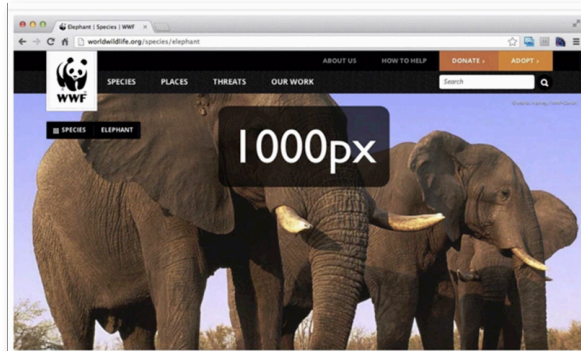 Elephant | Species | WWF
worldwildlife.org/species/elephant
ABOUT US HOW TO HELP DONATE › ADOPT ›
WWF
SPECIES PLACES THREATS OUR WORK Search
SPECIES ELEPHANT
1000px